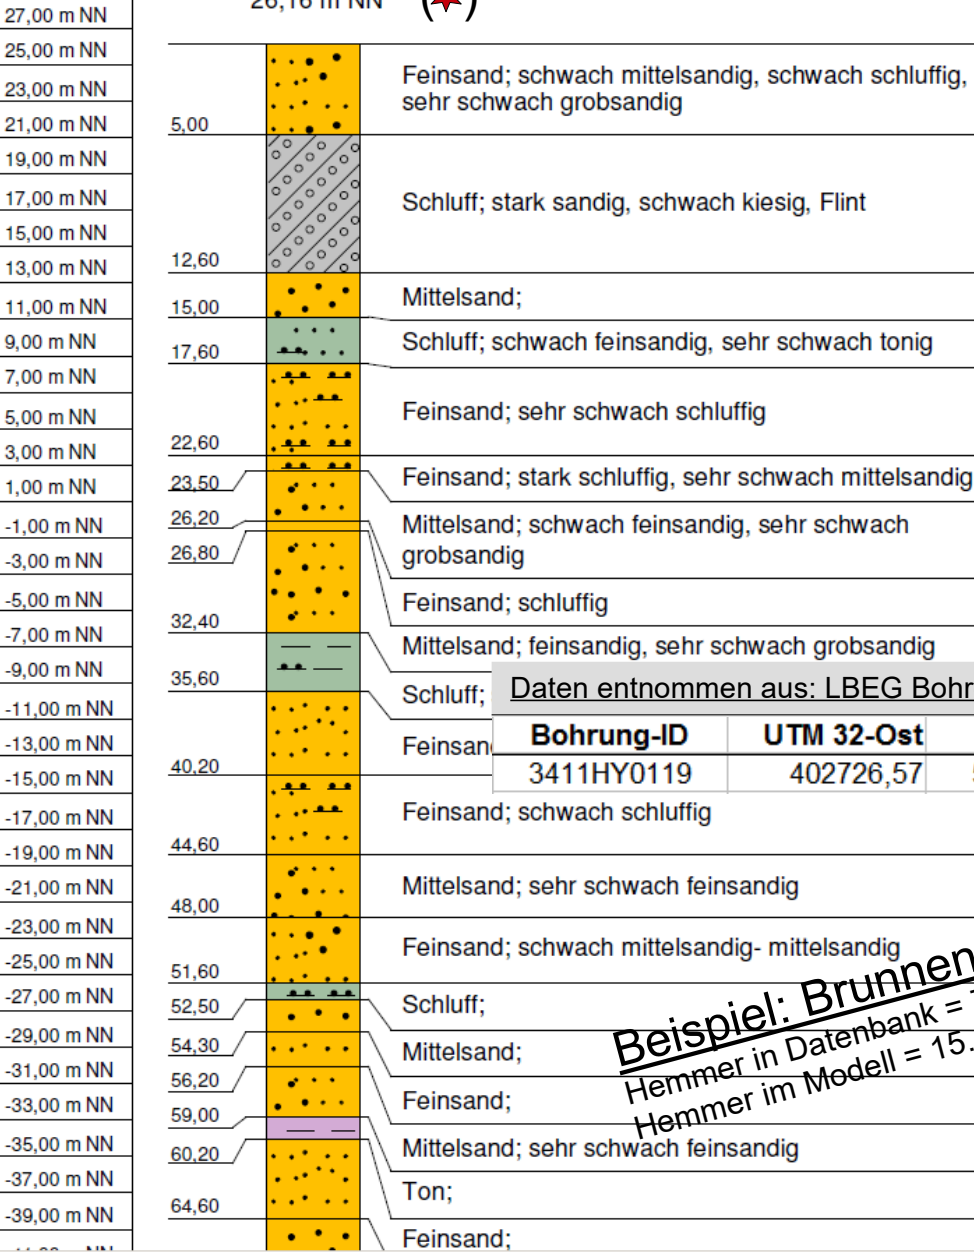 26,16 m NN
27,00 m NN
25,00 m NN
23,00 m NN
21,00 m NN
19,00 m NN
17,00 m NN
15,00 m NN
13,00 m NN
11,00 m NN
9,00 m NN
7,00 m NN
5,00 m NN
3,00 m NN
1,00 m NN
-1,00 m NN
-3,00 m NN
-5,00 m NN
-7,00 m NN
-9,00 m NN
-11,00 m NN
-13,00 m NN
-15,00 m NN
-17,00 m NN
-19,00 m NN
-21,00 m NN
-23,00 m NN
-25,00 m NN
-27,00 m NN
-29,00 m NN
-31,00 m NN
-33,00 m NN
-35,00 m NN
-37,00 m NN
-39,00 m NN
5,00
12,60
15,00
17,60
22,60
23,50
26,20
26,80
32,40
35,60
40,20
44,60
48,00
51,60
52,50
54,30
56,20
59,00
60,20
64,60
Feinsand; schwach mittelsandig, schwach schluffig,
sehr schwach grobsandig
Schluff; stark sandig, schwach kiesig, Flint
Mittelsand;
Schluff; schwach feinsandig, sehr schwach tonig
Feinsand; sehr schwach schluffig
Feinsand; stark schluffig, sehr schwach mittelsandig
Mittelsand; schwach feinsandig, sehr schwach
grobsandig
Feinsand; schluffig
Mittelsand; feinsandig, sehr schwach grobsandig
Schluff;
Feinsan
Feinsand; schwach schluffig
Mittelsand; sehr schwach feinsandig
Feinsand; schwach mittelsandig- mittelsandig
Schluff;
Mittelsand;
Feinsand;
Mittelsand; sehr schwach feinsandig
Ton;
Feinsand;
Daten entnommen aus: LBEG Bohr
Bohrung-ID UTM 32-Ost
3411HY0119 402726,57
Beispiel: Brunnen
Hemmer in Datenbank =
Hemmer im Modell = 15.